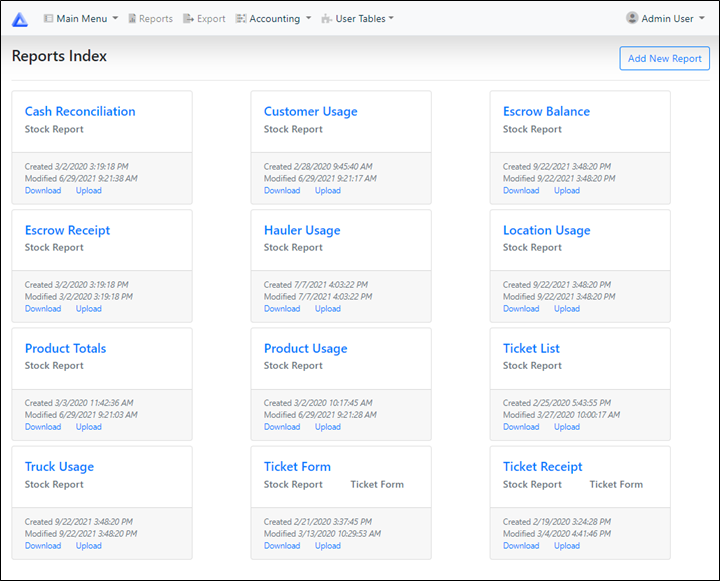 Main Menu Reports Export Accounting User Tables Admin User
Reports Index
Add New Report
Cash Reconciliation
Stock Report
Created 3/2/2020 3:19:18 PM
Modified 6/29/2021 9:21:38 AM
Download Upload
Customer Usage
Stock Report
Created 2/28/2020 9:45:40 AM
Modified 6/29/2021 9:21:17 AM
Download Upload
Escrow Balance
Stock Report
Created 9/22/2021 3:48:20 PM
Modified 9/22/2021 3:48:20 PM
Download Upload
Escrow Receipt
Stock Report
Created 3/2/2020 3:19:18 PM
Modified 3/2/2020 3:19:18 PM
Download Upload
Hauler Usage
Stock Report
Created 7/7/2021 4:03:22 PM
Modified 7/7/2021 4:03:22 PM
Download Upload
Location Usage
Stock Report
Created 9/22/2021 3:48:20 PM
Modified 9/22/2021 3:48:20 PM
Download Upload
Product Totals
Stock Report
Created 3/3/2020 11:42:36 AM
Modified 6/29/2021 9:21:03 AM
Download Upload
Product Usage
Stock Report
Created 3/2/2020 10:17:45 AM
Modified 6/29/2021 9:21:28 AM
Download Upload
Ticket List
Stock Report
Created 2/25/2020 5:43:55 PM
Modified 3/27/2020 10:00:17 AM
Download Upload
Truck Usage
Stock Report
Created 9/22/2021 3:48:20 PM
Modified 9/22/2021 3:48:20 PM
Download Upload
Ticket Form
Stock Report Ticket Form
Created 2/21/2020 3:37:45 PM
Modified 3/13/2020 10:29:53 AM
Download Upload
Ticket Receipt
Stock Report Ticket Form
Created 2/19/2020 3:24:28 PM
Modified 3/4/2020 4:41:46 PM
Download Upload